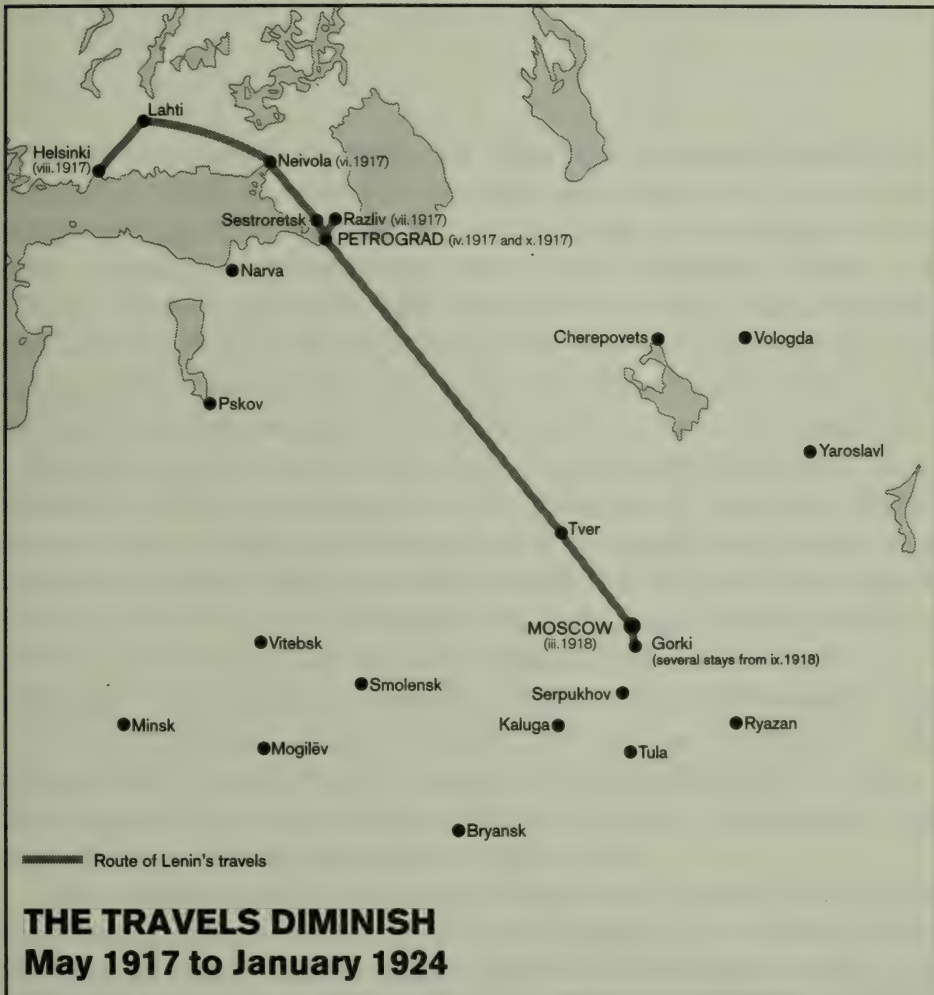 Lahti
Helsinki
(viii.1917)
Neivola (vi.1917)
Sestroretsk
Razliv (vii.1917)
PETROGRAD (iv.1917 and x.1917)
Narva
Cherepovets
Vologda
Pskov
Yaroslavl
Tver
MOSCOW
(iii.1918)
Gorki
(several stays from ix.1918)
Vitebsk
Smolensk
Serpukhov
Minsk
Kaluga
Ryazan
Mogilëv
Tula
Bryansk
Route of Lenin's travels
THE TRAVELS DIMINISH
May 1917 to January 1924